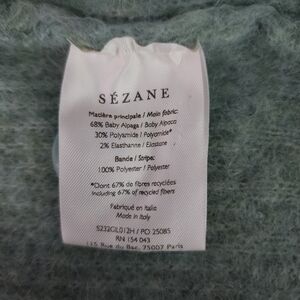 SÉZANE
Matière principale / Main fabric:
68% Baby Alpaga / Baby Alpaca
30% Polyamide / Polyamide*
2% Elasthanne / Elastane
Bande / Stripe:
100% Polyester / Polyester
*Dont 67% de fibres recyclées
including 67% of recycled fibers
Fabriqué en Italie
Made in Italy
S232GIL012H / PO 25085
RN 154 043
115 Rue du Bac, 75007 Paris